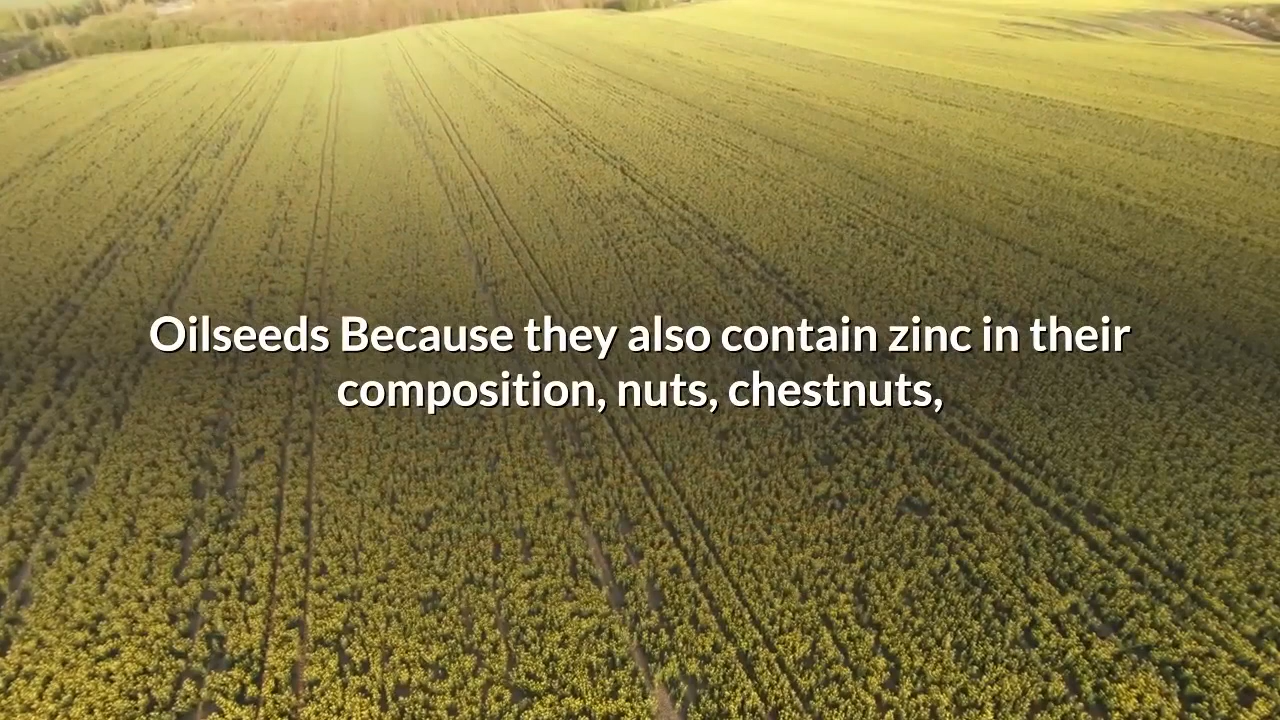 Oilseeds Because they also contain zinc in their
composition, nuts, chestnuts,